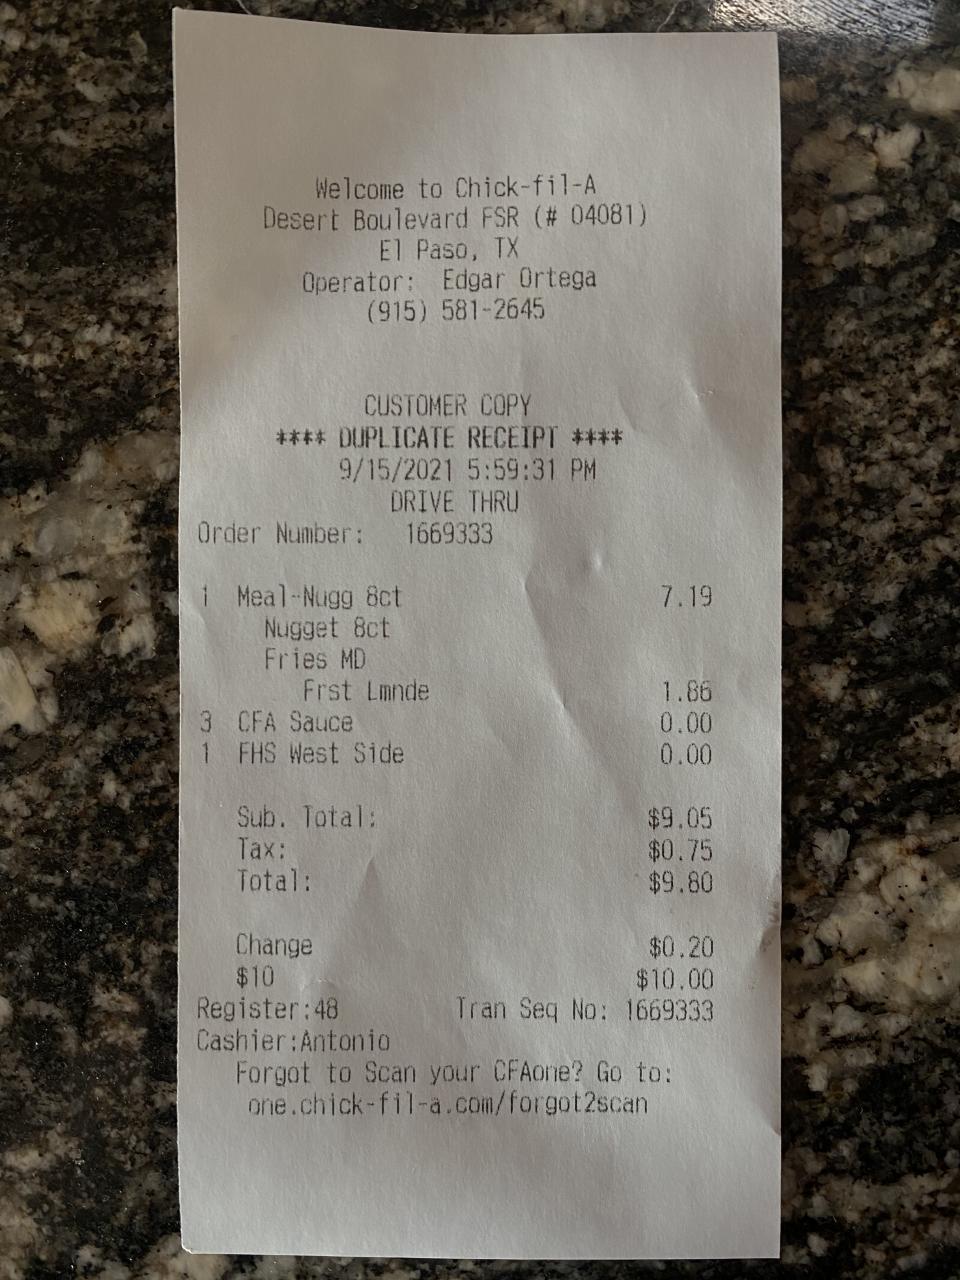 Welcome to Chick-fil-A
Desert Boulevard FSR (# 04081)
El Paso, TX
Operator: Edgar Ortega
(915) 581-2645
CUSTOMER COPY
**** DUPLICATE RECEIPT ****
9/15/2021 5:59:31 PM
DRIVE THRU
Order Number: 1669333
1 Meal-Nugg 8ct 7.19
Nugget 8ct
Fries MD
Frst Lmnde 1.86
3 CFA Sauce 0.00
1 FHS West Side 0.00
Sub. Total: $9.05
Tax: $0.75
Total: $9.80
Change $0.20
$10 $10.00
Register:48 Tran Seq No: 1669333
Cashier:Antonio
Forgot to Scan your CFAone? Go to:
one.chick-fil-a.com/forgot2scan